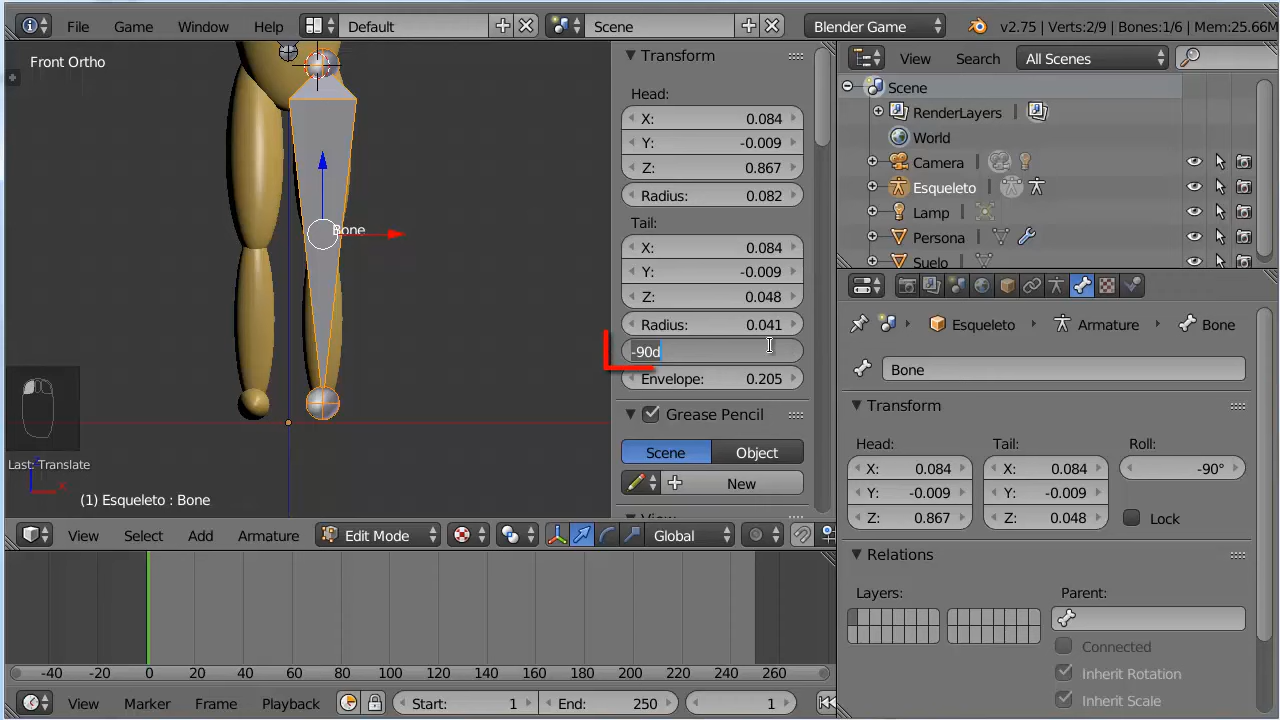 File Game Window Help Default Scene Blender Game v2.75 | Verts:2/9 | Bones:1/6 | Mem:25.66M
Front Ortho
Transform
Head:
X: 0.084
Y: -0.009
Z: 0.867
Radius: 0.082
Tail:
X: 0.084
Y: -0.009
Z: 0.048
Radius: 0.041
-90d
Envelope: 0.205
Grease Pencil
Scene Object
New
View
Bone
Last: Translate
z
x
(1) Esqueleto : Bone
View Select Add Armature Edit Mode Global
-40 -20 0 20 40 60 80 100 120 140 160 180 200 220 240 260
View Marker Frame Playback Start: 1 End: 250 1
View Search All Scenes
Scene
RenderLayers
World
Camera
Esqueleto
Lamp
Persona
Suelo
Esqueleto Armature Bone
Bone
Transform
Head: Tail: Roll:
X: 0.084 X: 0.084 -90°
Y: -0.009 Y: -0.009
Z: 0.867 Z: 0.048 Lock
Relations
Layers: Parent:
Connected
Inherit Rotation
Inherit Scale